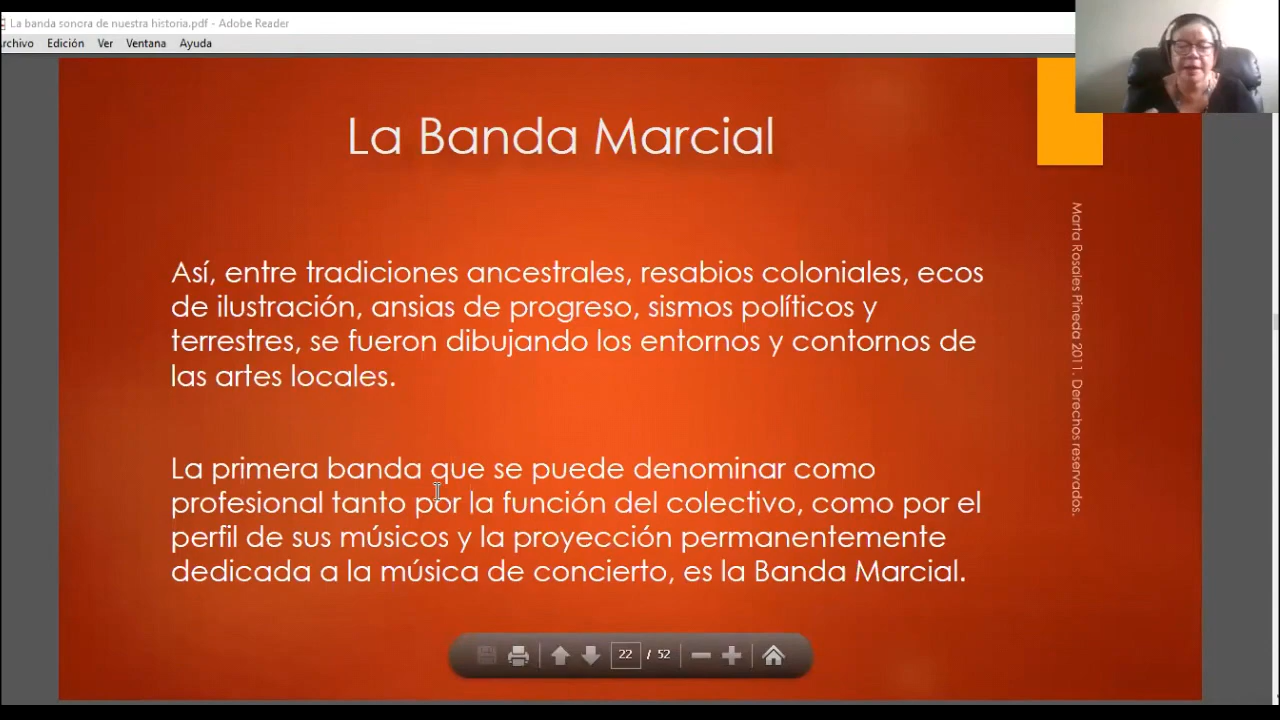 La banda sonora de nuestra historia.pdf - Adobe Reader
rchivo Edición Ver Ventana Ayuda
La Banda Marcial
Así, entre tradiciones ancestrales, resabios coloniales, ecos
de ilustración, ansias de progreso, sismos políticos y
terrestres, se fueron dibujando los entornos y contornos de
las artes locales.
La primera banda que se puede denominar como
profesional tanto por la función del colectivo, como por el
perfil de sus músicos y la proyección permanentemente
dedicada a la música de concierto, es la Banda Marcial.
Marta Rosales Pineda 2011. Derechos reservados.
22 / 52